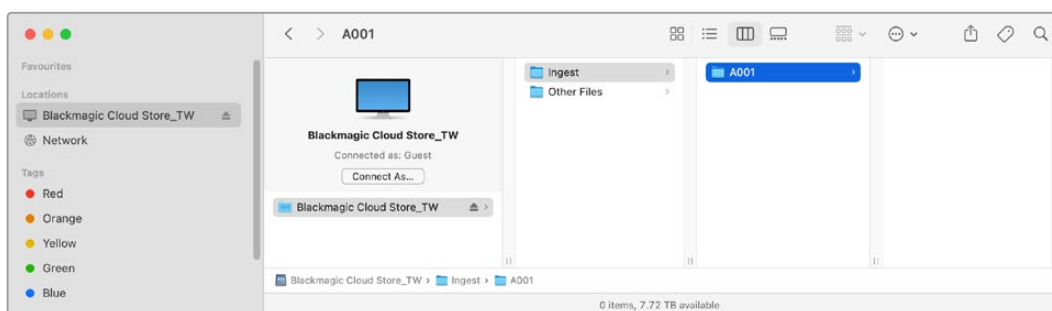 A001
Favourites
Locations
Blackmagic Cloud Store_TW
Network
Tags
Red
Orange
Yellow
Green
Blue
Blackmagic Cloud Store_TW
Connected as: Guest
Connect As...
Blackmagic Cloud Store_TW
Ingest
Other Files
A001
Blackmagic Cloud Store_TW › Ingest › A001
0 items, 7.72 TB available